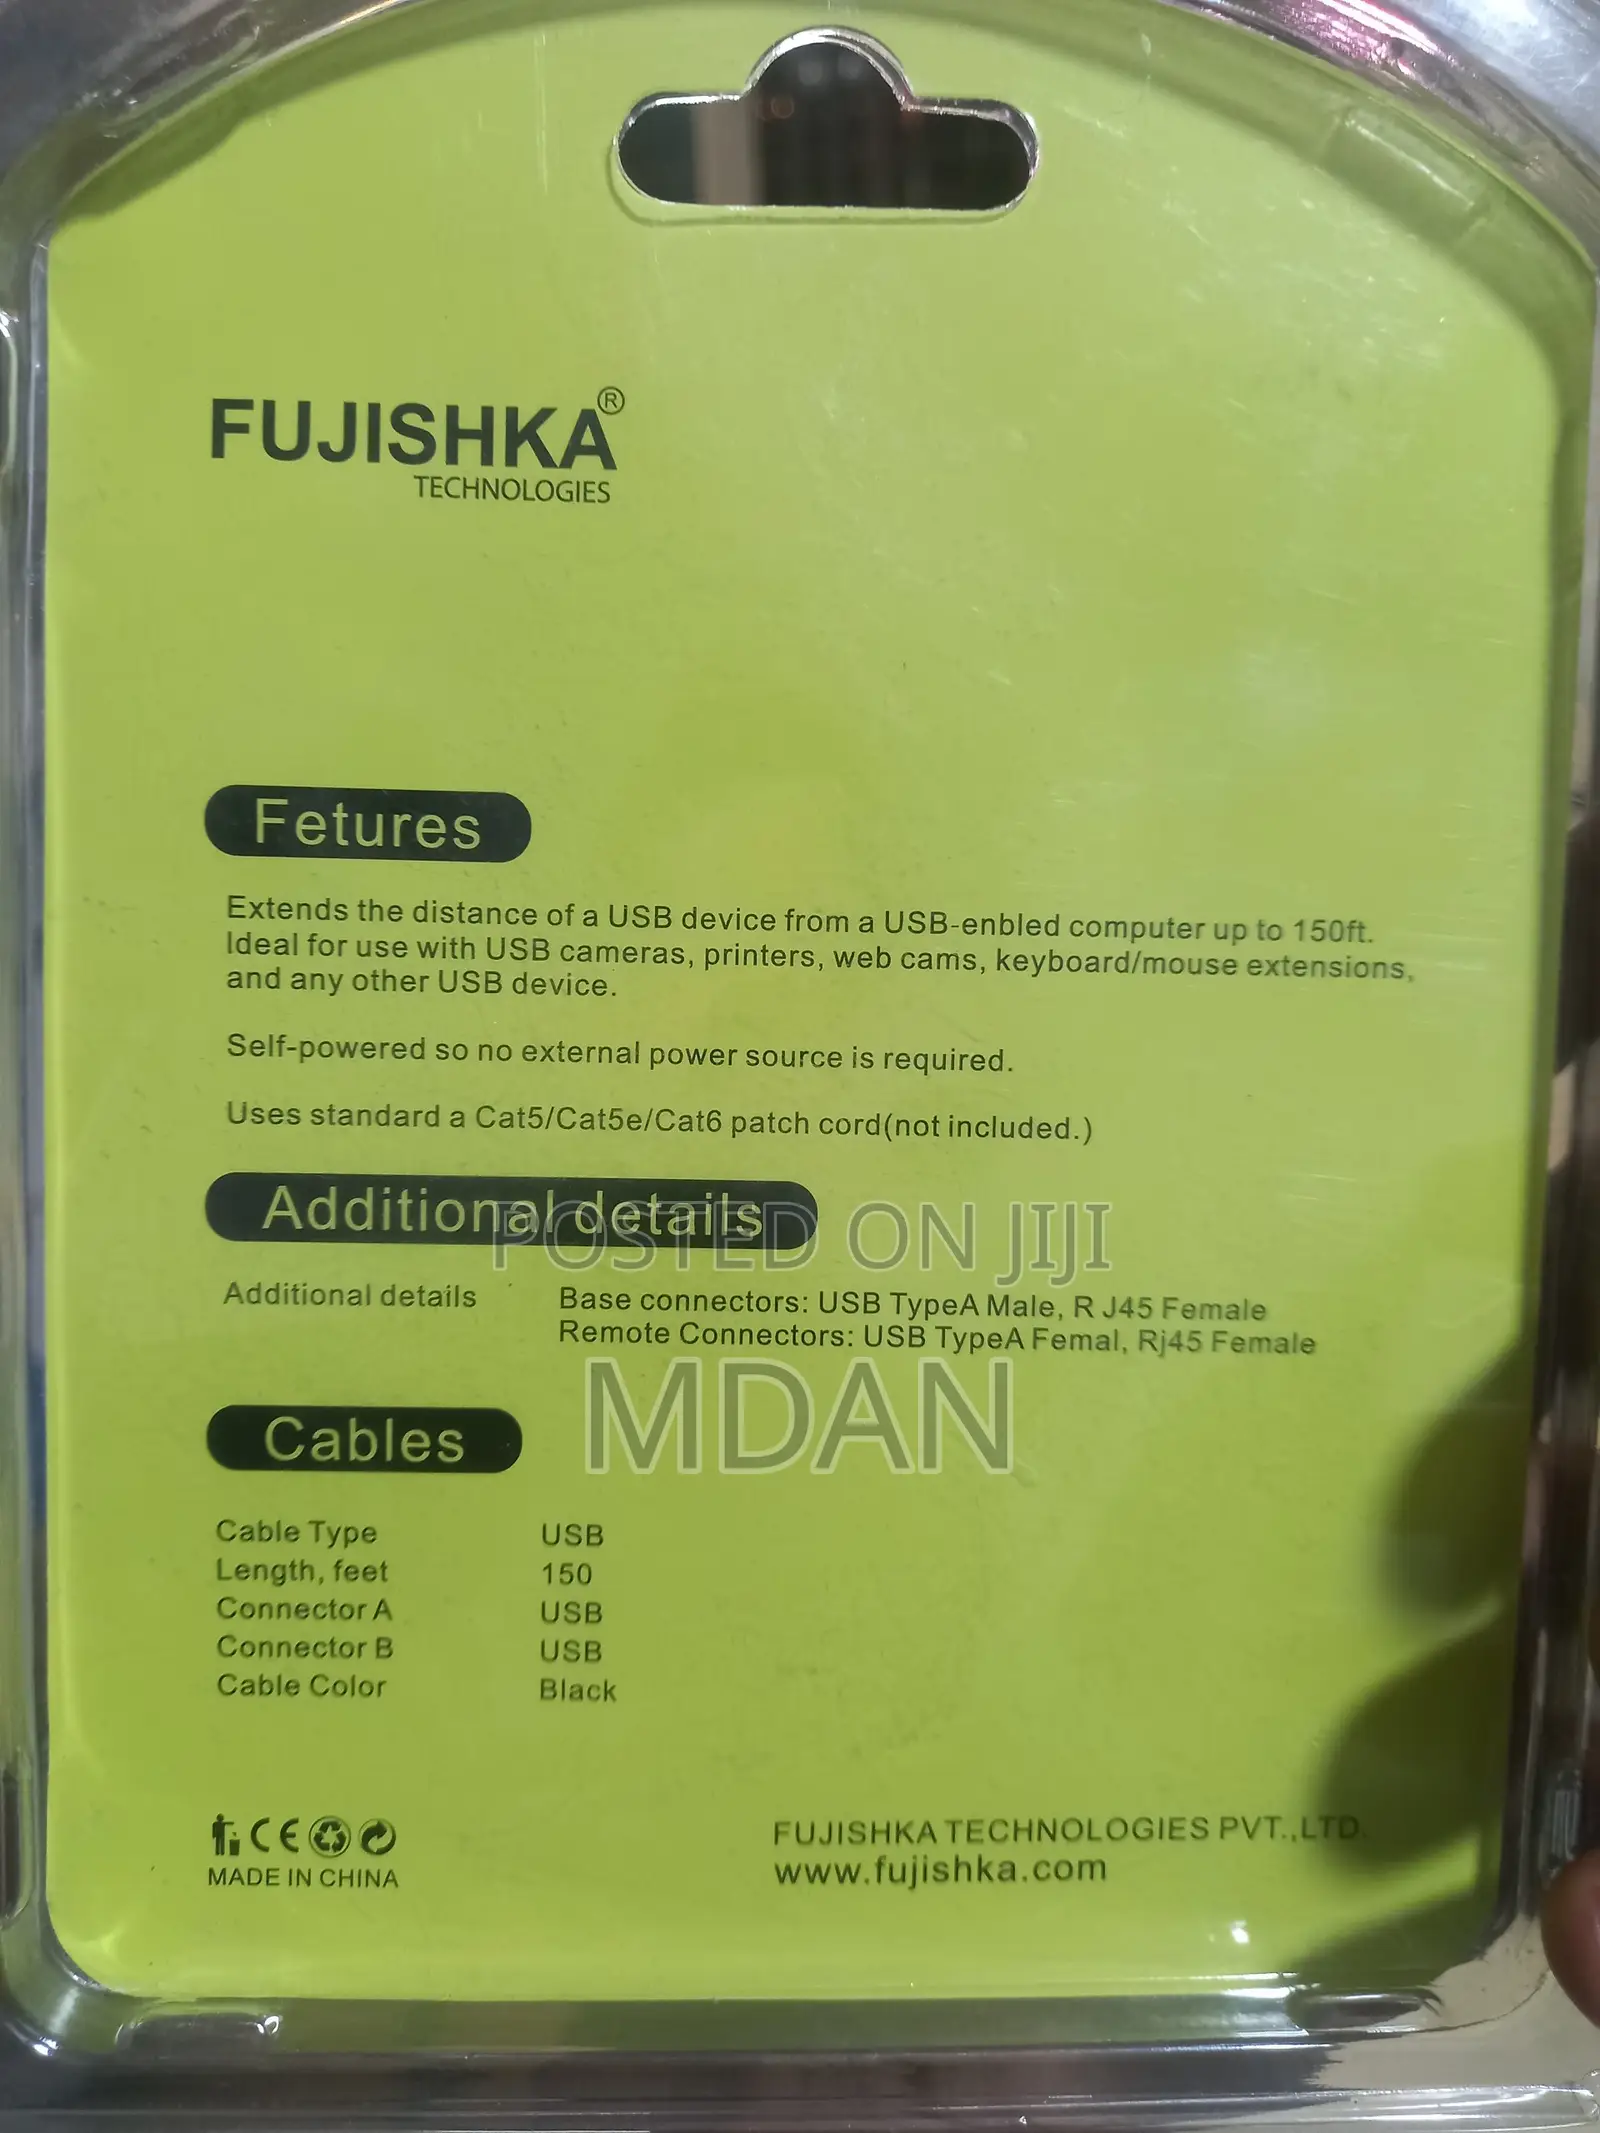 FUJISHKA®
TECHNOLOGIES
Fetures
Extends the distance of a USB device from a USB-enbled computer up to 150ft.
Ideal for use with USB cameras, printers, web cams, keyboard/mouse extensions,
and any other USB device.
Self-powered so no external power source is required.
Uses standard a Cat5/Cat5e/Cat6 patch cord(not included.)
Additional details
POSTED ON JIJI
Additional details Base connectors: USB TypeA Male, R J45 Female
Remote Connectors: USB TypeA Femal, Rj45 Female
MDAN
Cables
Cable Type USB
Length, feet 150
Connector A USB
Connector B USB
Cable Color Black
CE
MADE IN CHINA
FUJISHKA TECHNOLOGIES PVT.,LTD.
www.fujishka.com